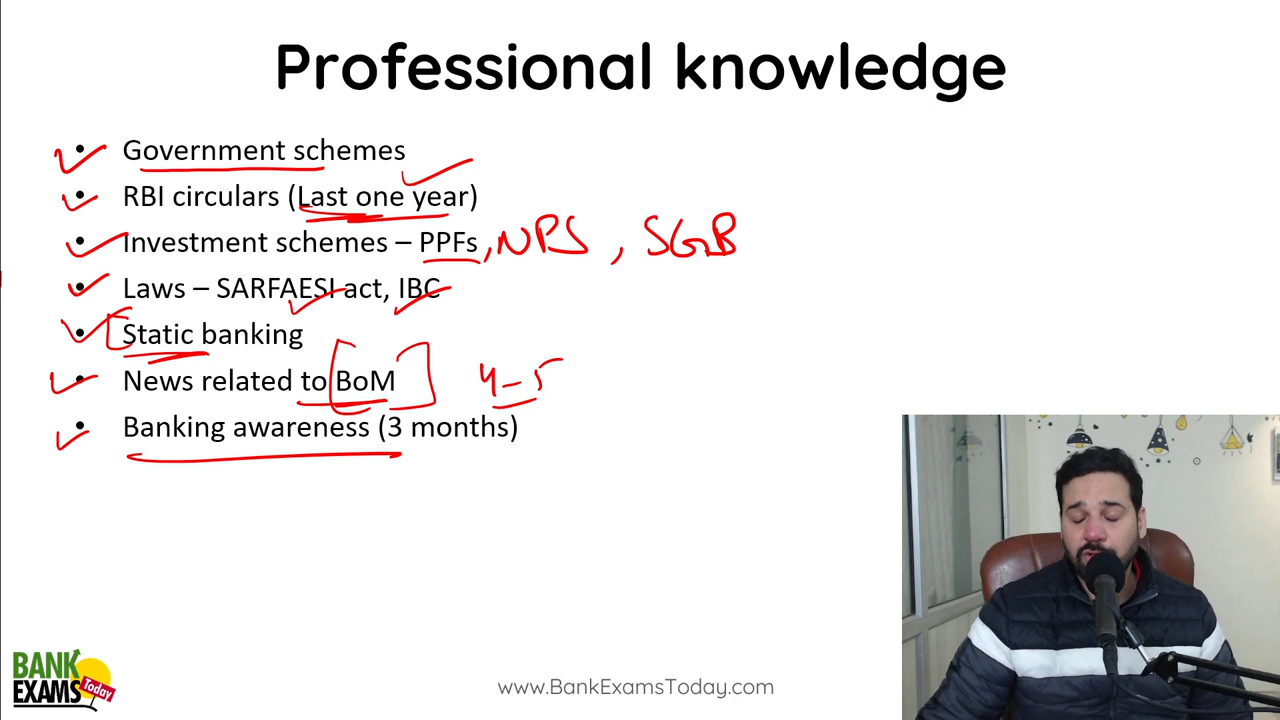 Professional knowledge
• Government schemes
• RBI circulars (Last one year)
• Investment schemes – PPFs, NPS, SGB
• Laws – SARFAESI act, IBC
• Static banking
• News related to [BoM] 4-5
• Banking awareness (3 months)
BANK
EXAMS Today
www.BankExamsToday.com